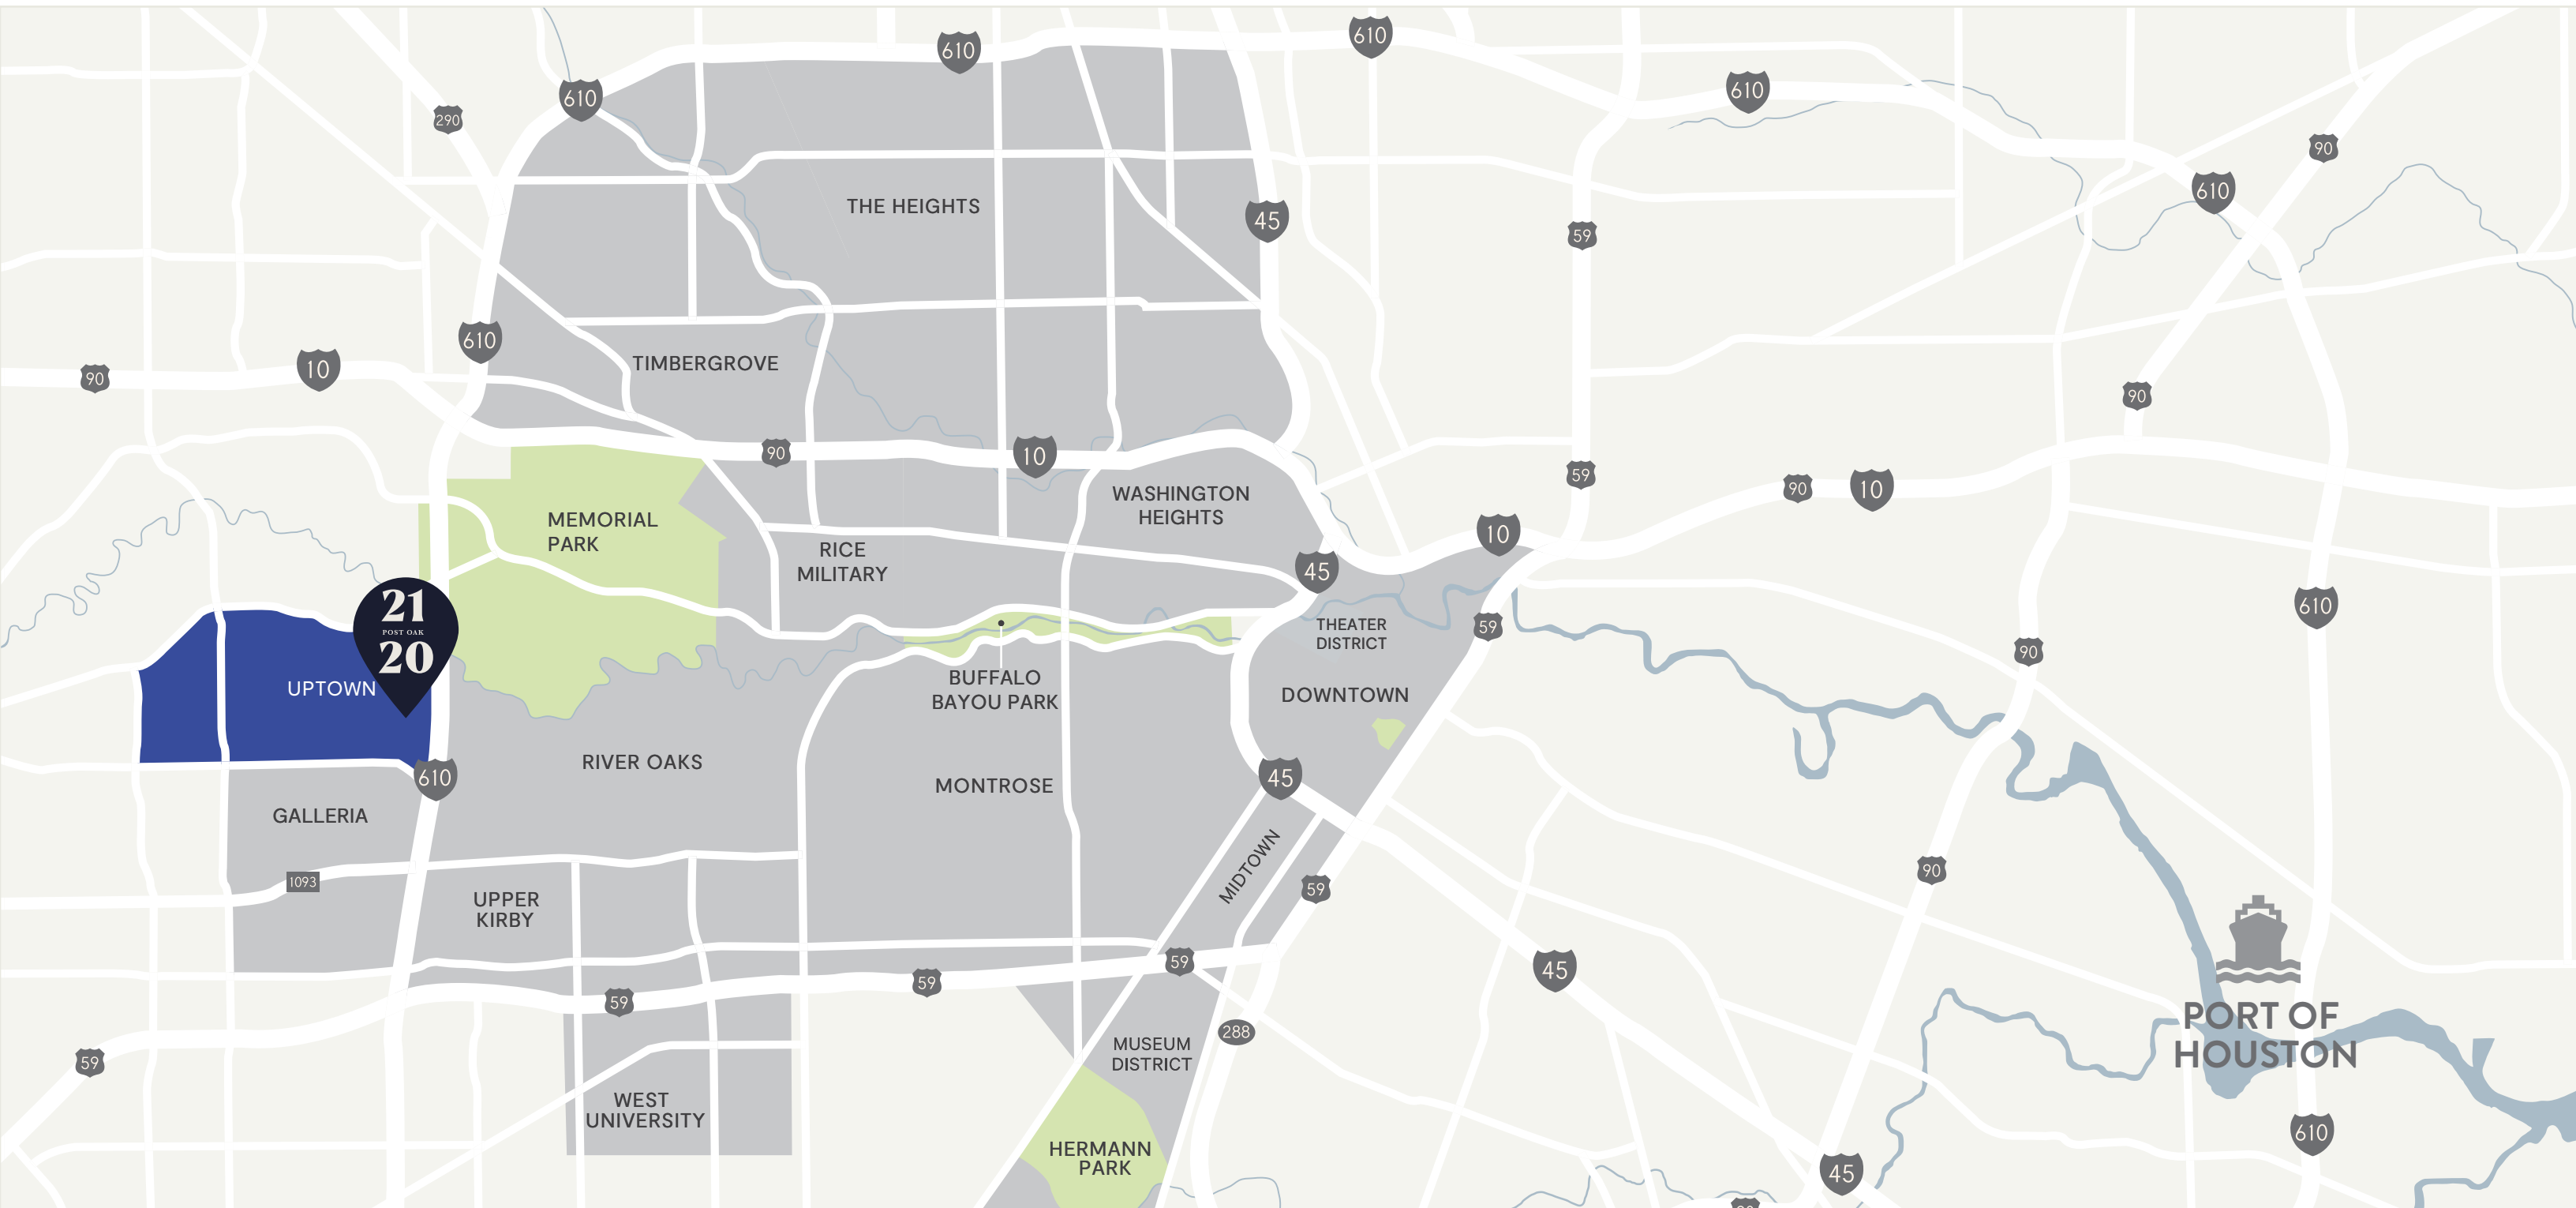 610
610
610
610
290
90
610
45
59
THE HEIGHTS
610
10
90
TIMBERGROVE
90
90
10
59
90
10
WASHINGTON
HEIGHTS
MEMORIAL
PARK
10
RICE
MILITARY
45
21
POST OAK
20
610
THEATER
DISTRICT
59
90
UPTOWN
BUFFALO
BAYOU PARK
DOWNTOWN
RIVER OAKS
610
45
MONTROSE
GALLERIA
MIDTOWN
1093
59
90
UPPER
KIRBY
59
59
59
45
PORT OF
HOUSTON
288
MUSEUM
DISTRICT
59
WEST
UNIVERSITY
HERMANN
PARK
610
45